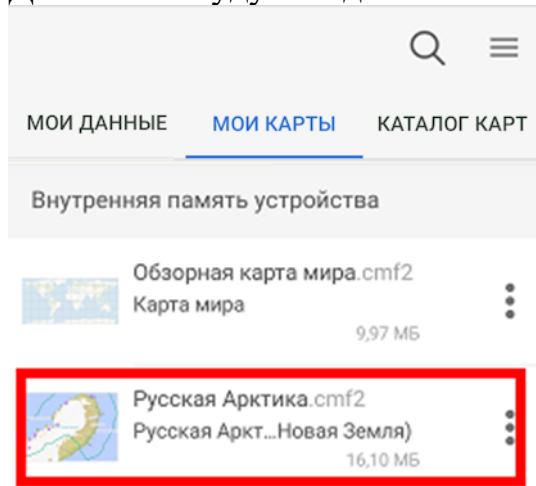 МОИ ДАННЫЕ МОИ КАРТЫ КАТАЛОГ КАРТ
Внутренняя память устройства
Обзорная карта мира.cmf2
Карта мира
9,97 МБ
Русская Арктика.cmf2
Русская Аркт...Новая Земля)
16,10 МБ